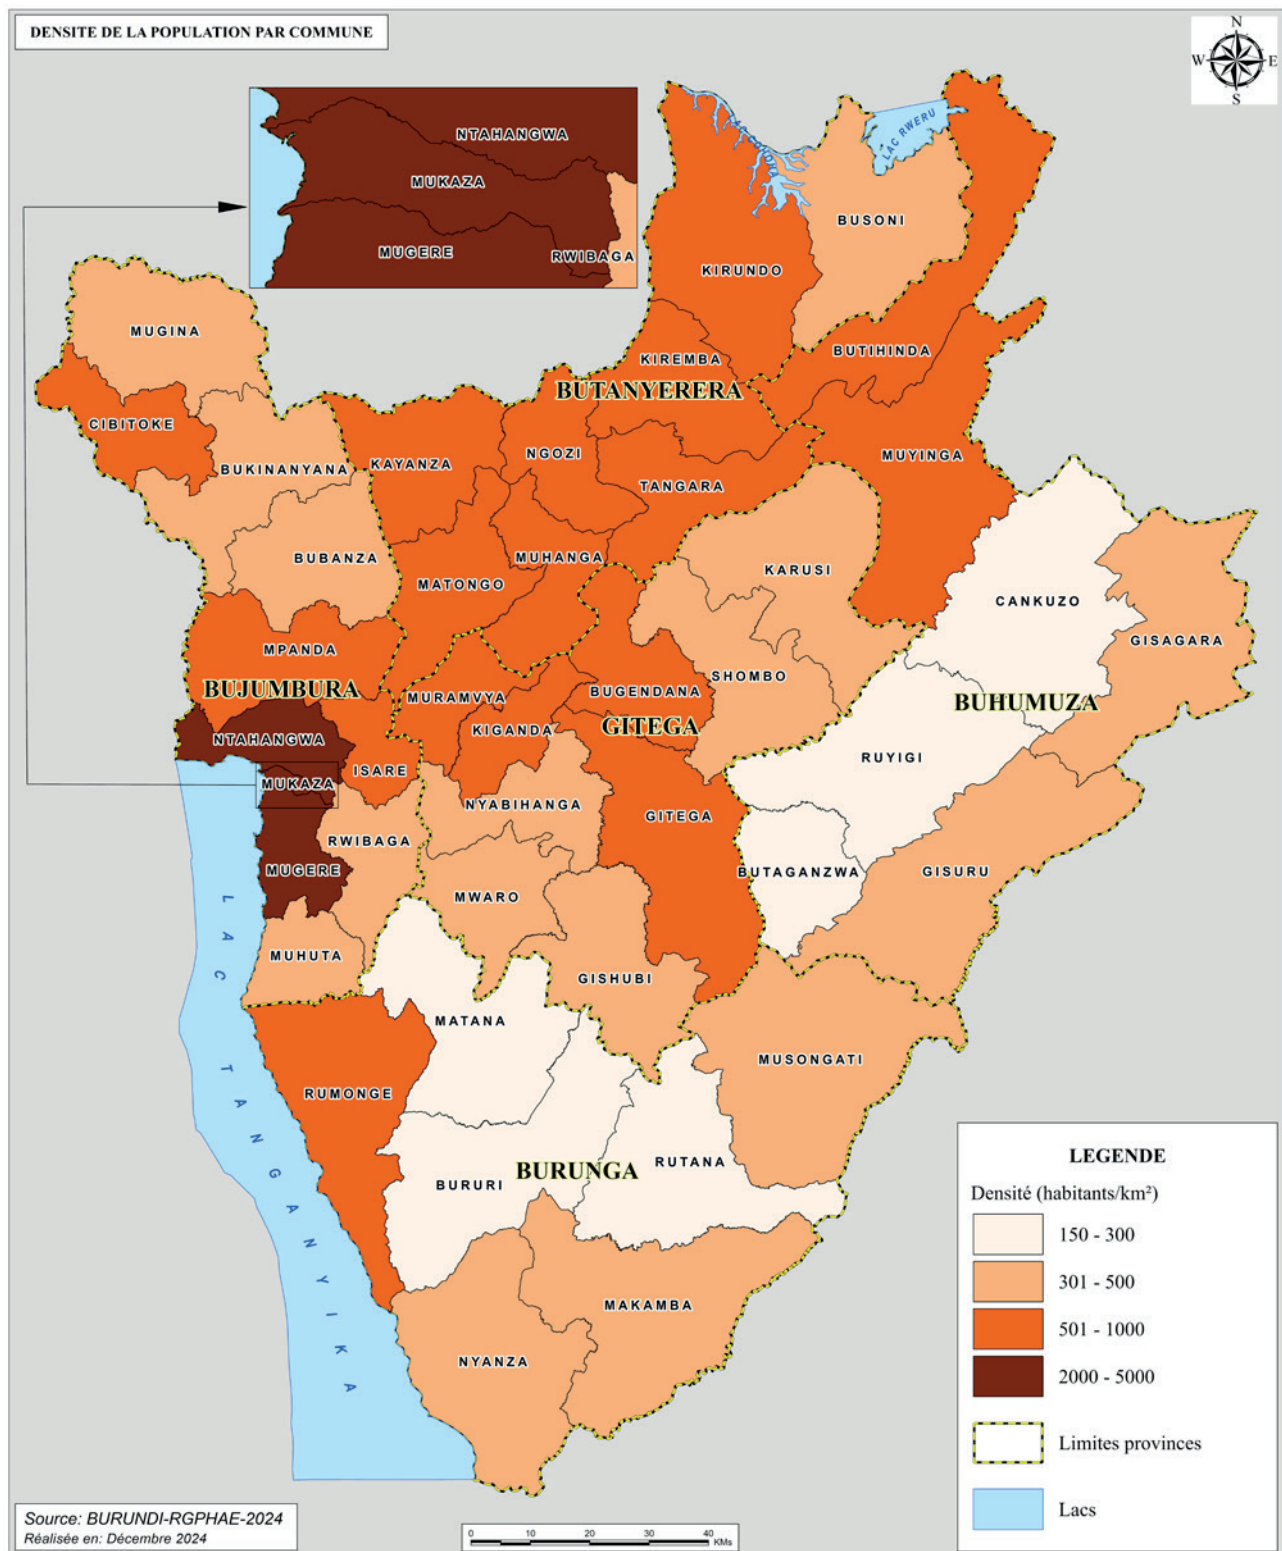 DENSITE DE LA POPULATION PAR COMMUNE
N
W E
S
NTAHANGWA
MUKAZA
MUGERE
RWIBAGA
LAC RWERU
BUSONI
KIRUNDO
MUGINA
BUTIHINDA
KIREMBA
BUTANYERERA
CIBITOKE
BUKINANYANA
KAYANZA
NGOZI
MUYINGA
TANGARA
BUBANZA
MUHANGA
MATONGO
KARUSI
CANKUZO
GISAGARA
MPANDA
BUJUMBURA
MURAMVYA
BUGENDANA
SHOMBO
BUHUMUZA
GITEGA
KIGANDA
NTAHANGWA
RUYIGI
ISARE
MUKAZA
NYABIHANGA
GITEGA
RWIBAGA
MUGERE
BUTAGANZWA
GISURU
MWARO
MUHUTA
GISHUBI
MATANA
MUSONGATI
RUMONGE
RUTANA
BURUNGA
BURURI
MAKAMBA
NYANZA
LAC TANGANYIKA
LEGENDE
Densité (habitants/km²)
150 - 300
301 - 500
501 - 1000
2000 - 5000
Limites provinces
Lacs
Source: BURUNDI-RGPHAE-2024
Réalisée en: Décembre 2024
0 10 20 30 40
KMs